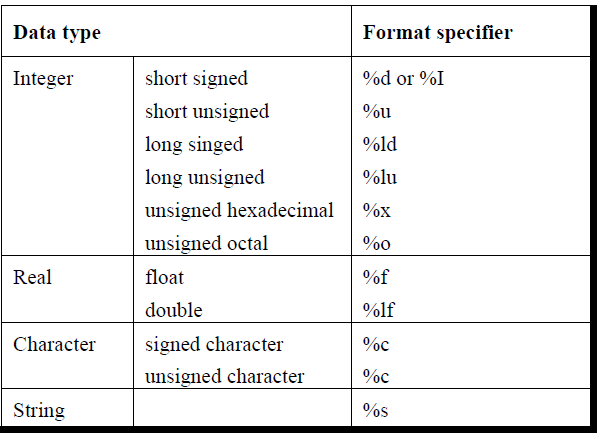 Data type Format specifier
Integer short signed %d or %I
short unsigned %u
long singed %ld
long unsigned %lu
unsigned hexadecimal %x
unsigned octal %o
Real float %f
double %lf
Character signed character %c
unsigned character %c
String %s